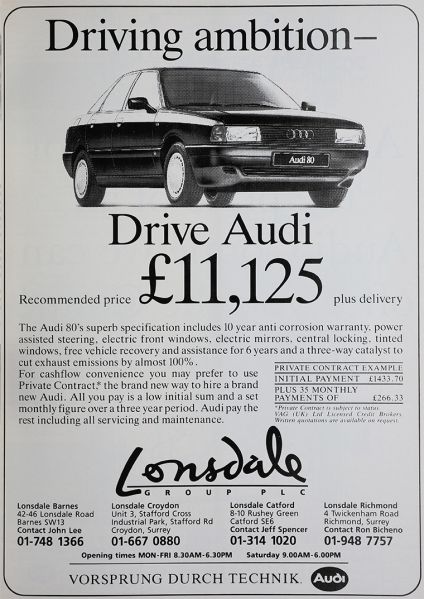 Driving ambition–
Audi 80
Drive Audi
Recommended price £11,125 plus delivery
The Audi 80's superb specification includes 10 year anti corrosion warranty, power
assisted steering, electric front windows, electric mirrors, central locking, tinted
windows, free vehicle recovery and assistance for 6 years and a three-way catalyst to
cut exhaust emissions by almost 100%.
For cashflow convenience you may prefer to use
Private Contract,* the brand new way to hire a brand
new Audi. All you pay is a low initial sum and a set
monthly figure over a three year period. Audi pay the
rest including all servicing and maintenance.
PRIVATE CONTRACT EXAMPLE
INITIAL PAYMENT £1433.70
PLUS 35 MONTHLY
PAYMENTS OF £266.33
*Private Contract is subject to status.
VAG (UK) Ltd Licensed Credit Brokers.
Written quotations are available on request.
Lonsdale
GROUP PLC
Lonsdale Barnes
42-46 Lonsdale Road
Barnes SW13
Contact John Lee
01-748 1366
Lonsdale Croydon
Unit 3, Stafford Cross
Industrial Park, Stafford Rd
Croydon, Surrey
01-667 0880
Lonsdale Catford
8-10 Rushey Green
Catford SE6
Contact Jeff Spencer
01-314 1020
Lonsdale Richmond
4 Twickenham Road
Richmond, Surrey
Contact Ron Bicheno
01-948 7757
Opening times MON-FRI 8.30AM-6.30PM Saturday 9.00AM-6.00PM
VORSPRUNG DURCH TECHNIK. Audi